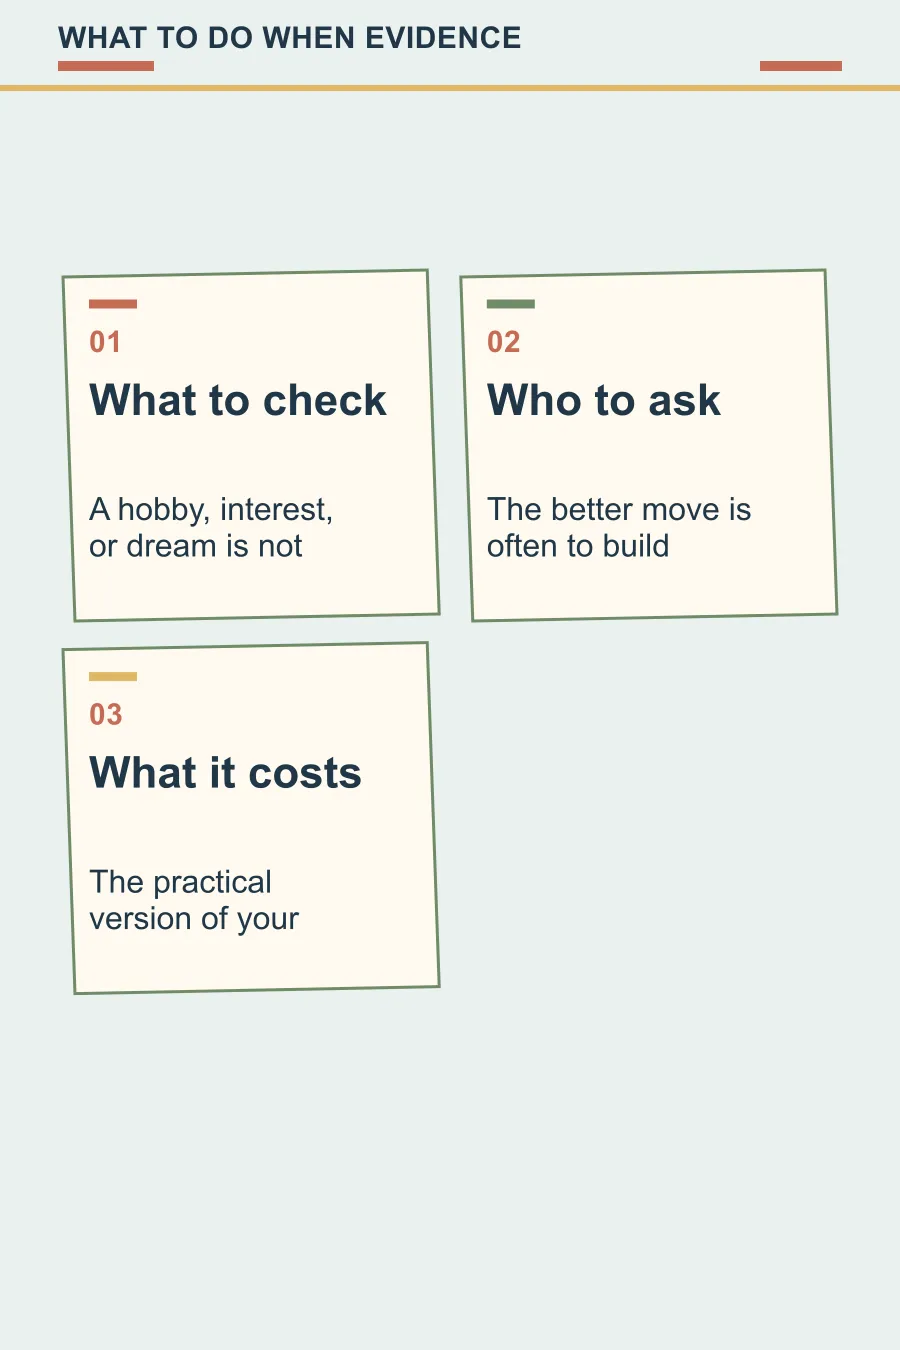 WHAT TO DO WHEN EVIDENCE
01
What to check
A hobby, interest,
or dream is not
02
Who to ask
The better move is
often to build
03
What it costs
The practical
version of your